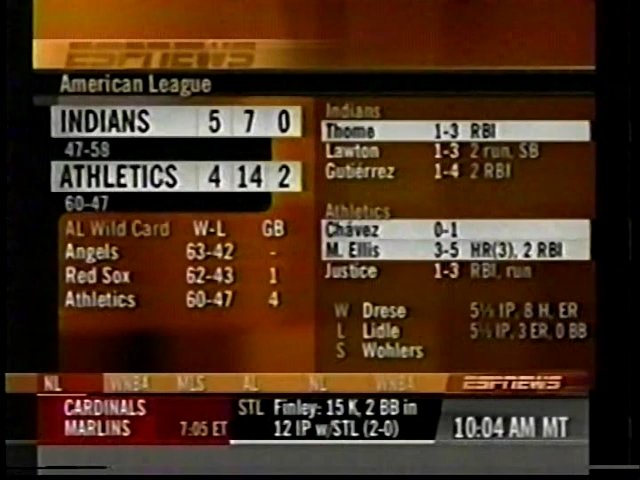 ESPNEWS
American League
INDIANS 5 7 0
47-58
ATHLETICS 4 14 2
60-47
AL Wild Card W-L GB
Angels 63-42 -
Red Sox 62-43 1
Athletics 60-47 4
Indians
Thome 1-3 RBI
Lawton 1-3 2 run, SB
Gutiérrez 1-4 2 RBI
Athletics
Chávez 0-1
M. Ellis 3-5 HR(3), 2 RBI
Justice 1-3 RBI, run
W Drese 5⅓ IP, 8 H, ER
L Lidle 5⅓ IP, 3 ER, 0 BB
S Wohlers
NL WNBA MLS AL NL WNBA ESPNEWS
CARDINALS
MARLINS 7:05 ET
STL Finley: 15 K, 2 BB in
12 IP w/STL (2-0)
10:04 AM MT